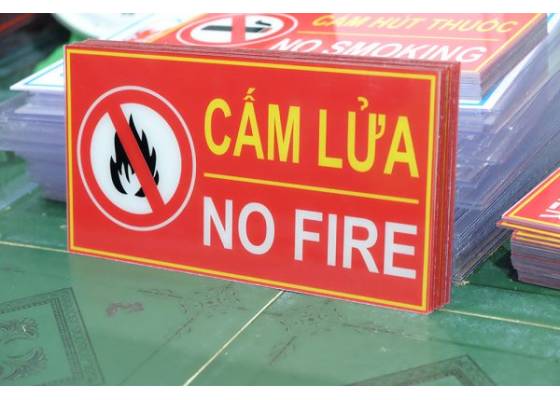 CẤM HÚT THUỐC
NO SMOKING
CẤM LỬA
NO FIRE